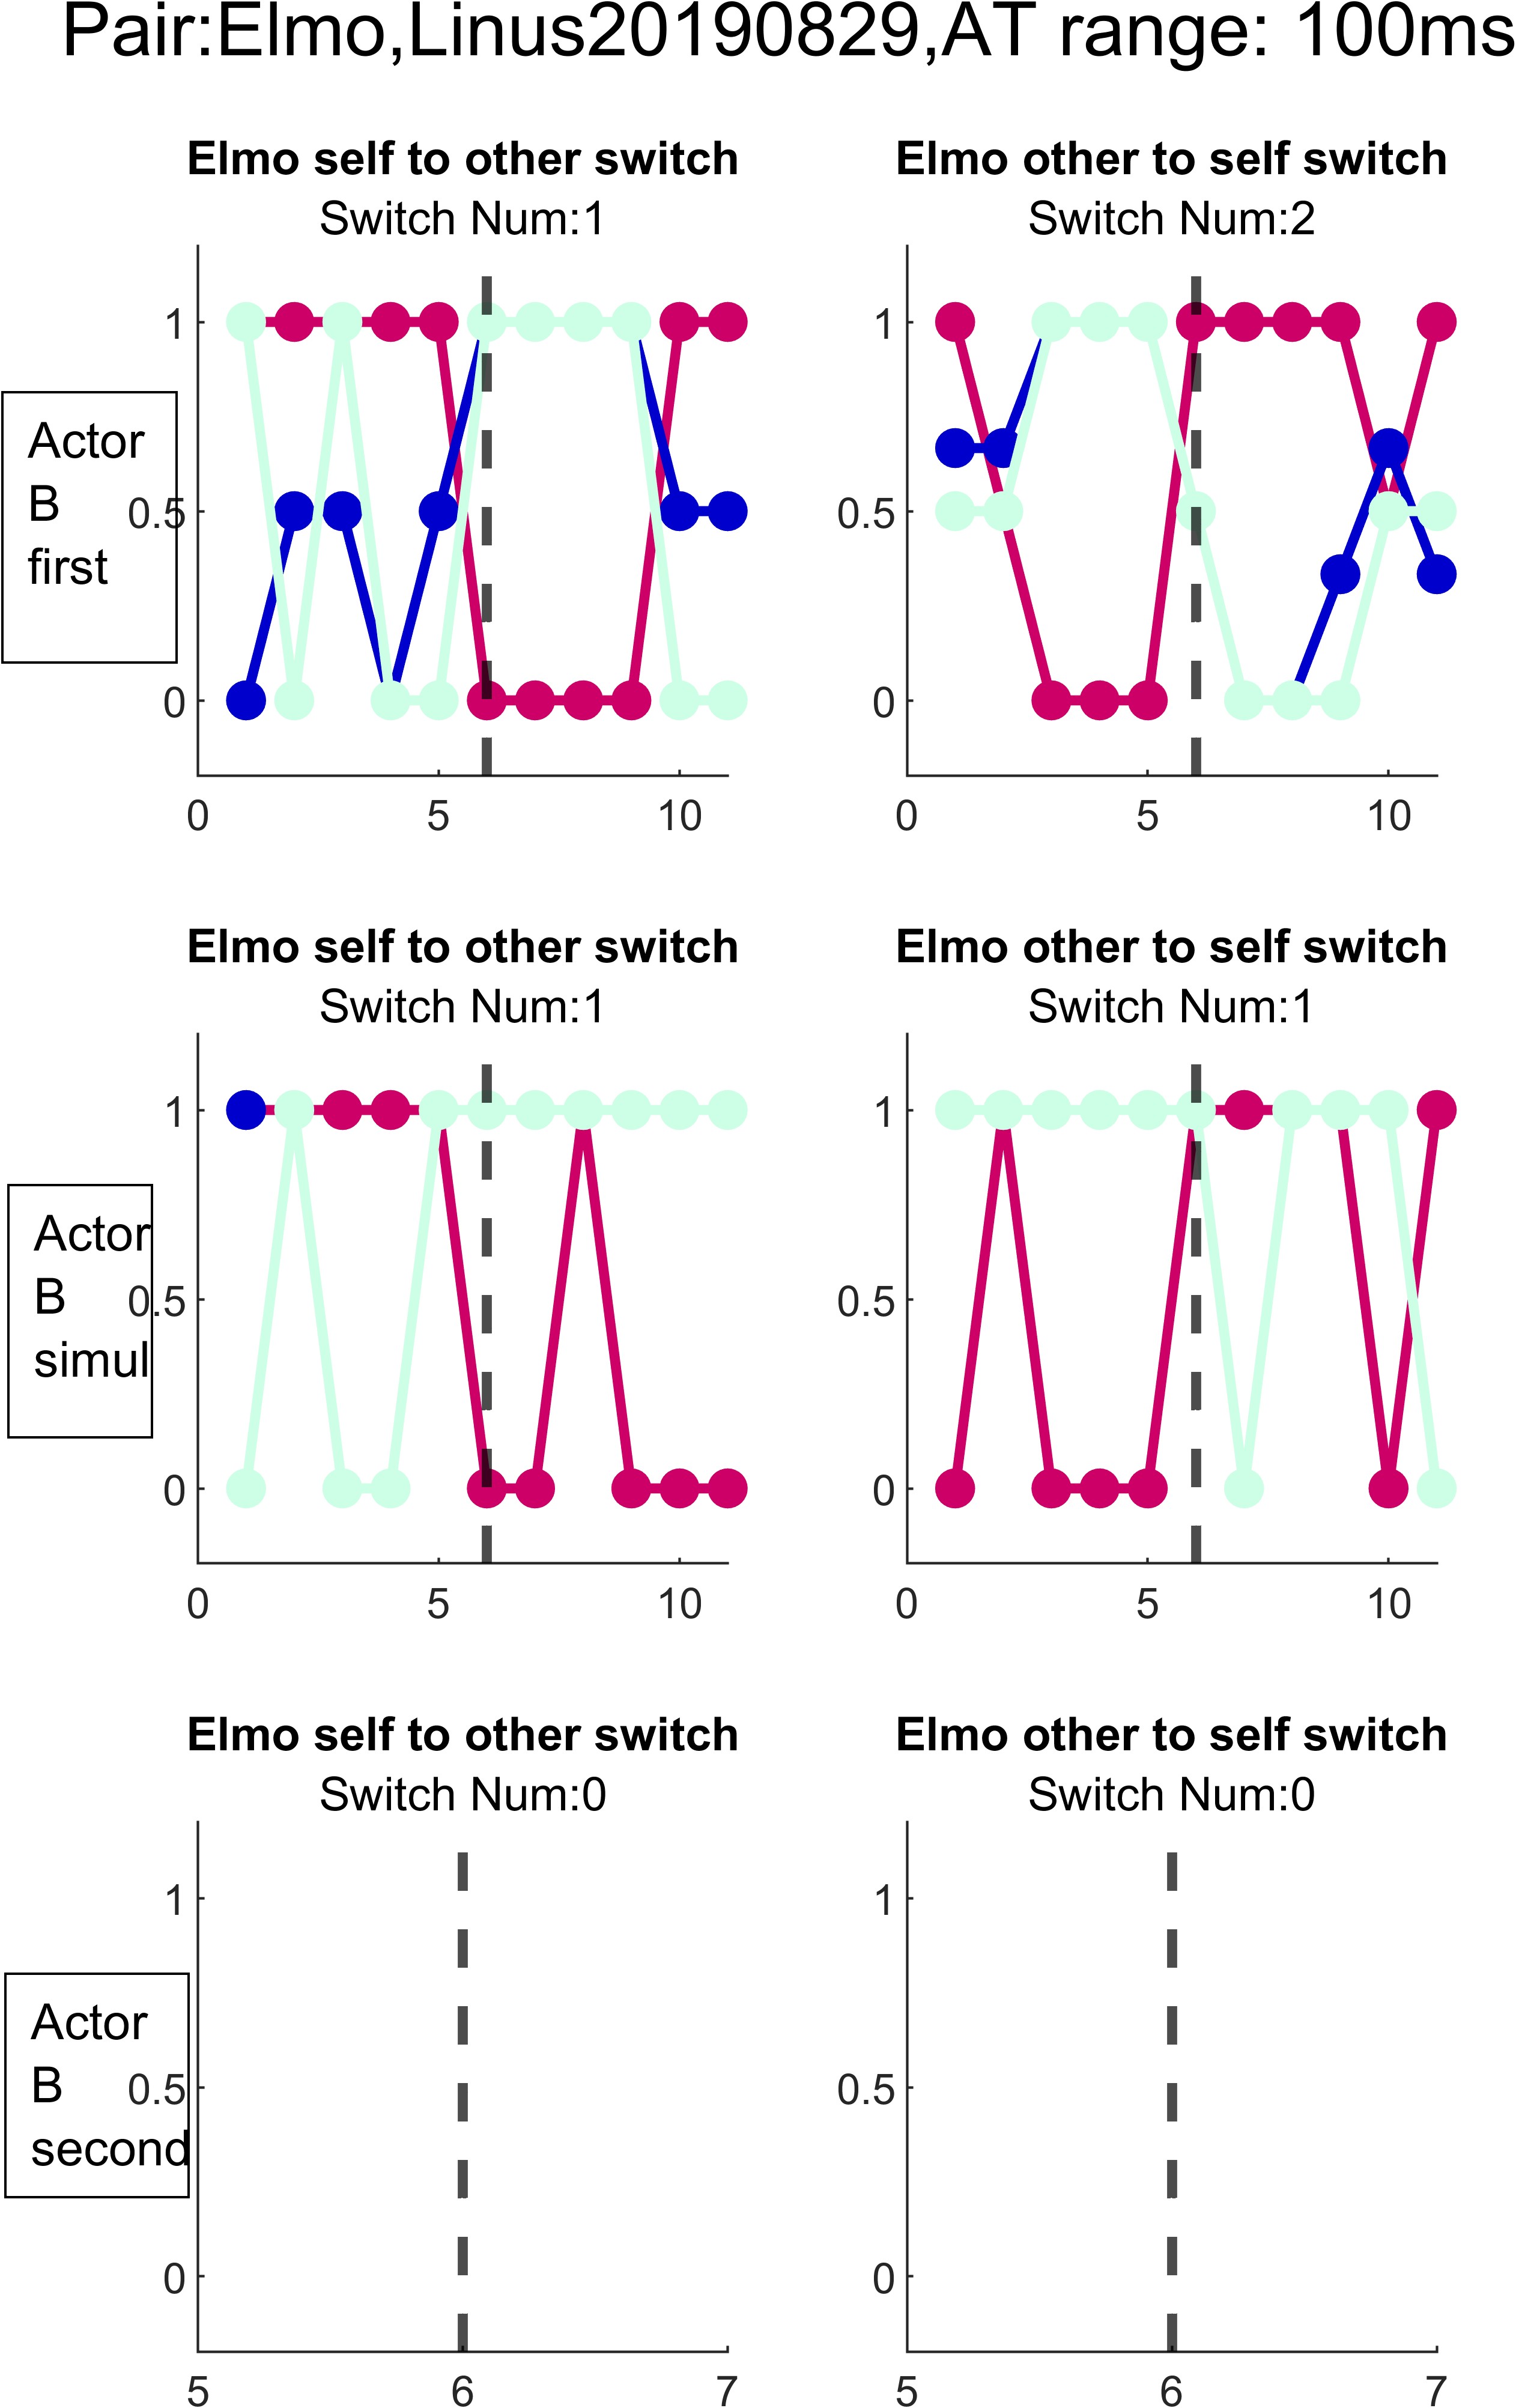 Pair:Elmo,Linus20190829,AT range: 100ms
Elmo self to other switch
Switch Num:1
Elmo other to self switch
Switch Num:2
Actor
B
first
1
0.5
0
0
5
10
1
0.5
0
0
5
10
Elmo self to other switch
Switch Num:1
Elmo other to self switch
Switch Num:1
Actor
B
simul
1
0.5
0
0
5
10
1
0.5
0
0
5
10
Elmo self to other switch
Switch Num:0
Elmo other to self switch
Switch Num:0
Actor
B
second
1
0.5
0
5
6
7
1
0.5
0
5
6
7